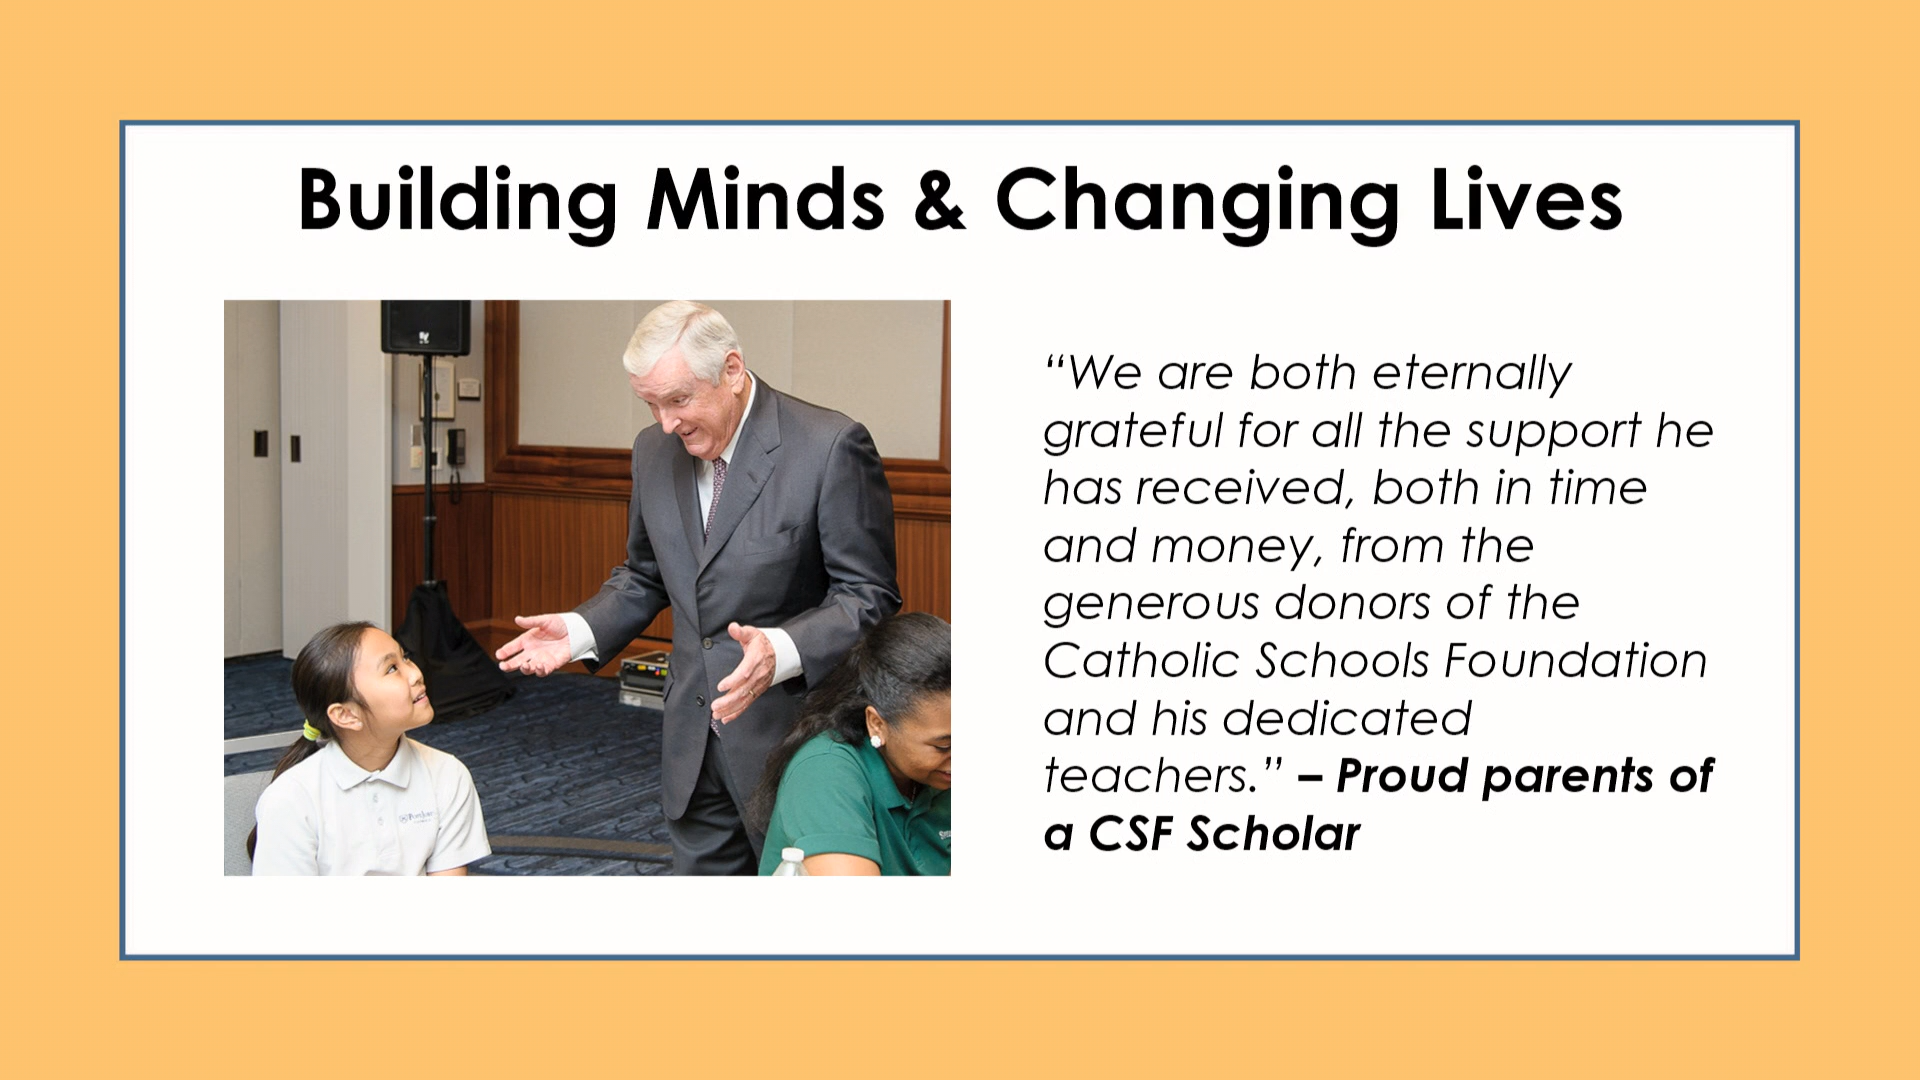 Building Minds & Changing Lives
“We are both eternally
grateful for all the support he
has received, both in time
and money, from the
generous donors of the
Catholic Schools Foundation
and his dedicated
teachers.” – Proud parents of
a CSF Scholar